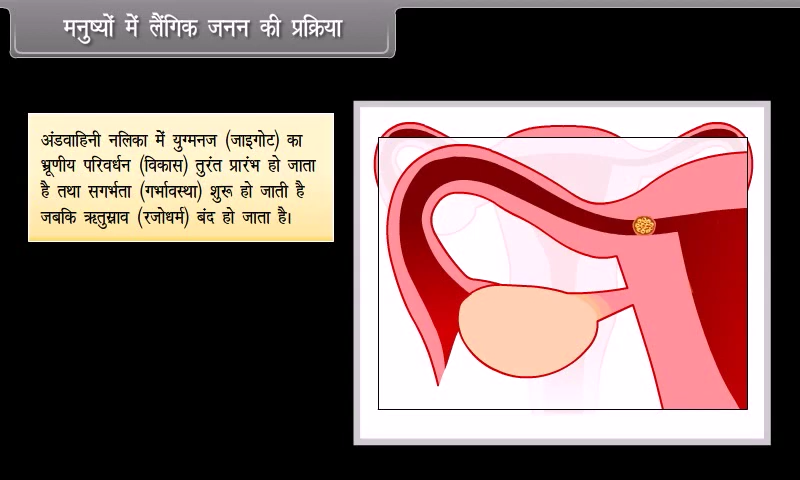 मनुष्यों में लैंगिक जनन की प्रक्रिया
अंडवाहिनी नलिका में युग्मनज (जाइगोट) का
भ्रूणीय परिवर्धन (विकास) तुरंत प्रारंभ हो जाता
है तथा सगर्भता (गर्भावस्था) शुरू हो जाती है
जबकि ऋतुस्राव (रजोधर्म) बंद हो जाता है।